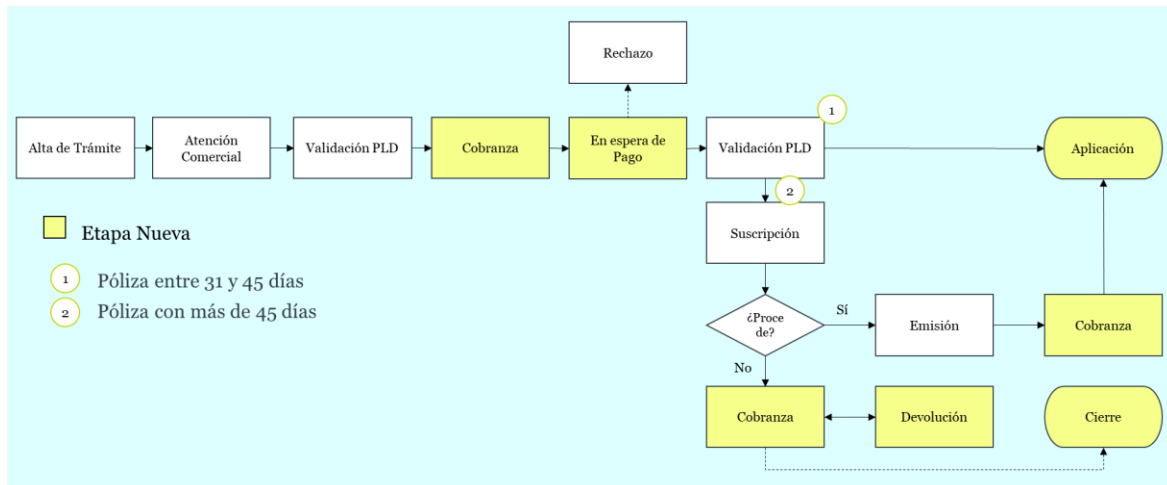 Rechazo
Alta de Trámite
Atención
Comercial
Validación PLD
Cobranza
En espera de
Pago
Validación PLD
1
Aplicación
2
Etapa Nueva
Suscripción
1 Póliza entre 31 y 45 días
2 Póliza con más de 45 días
¿Proce
de?
Sí
Emisión
Cobranza
No
Cobranza
Devolución
Cierre